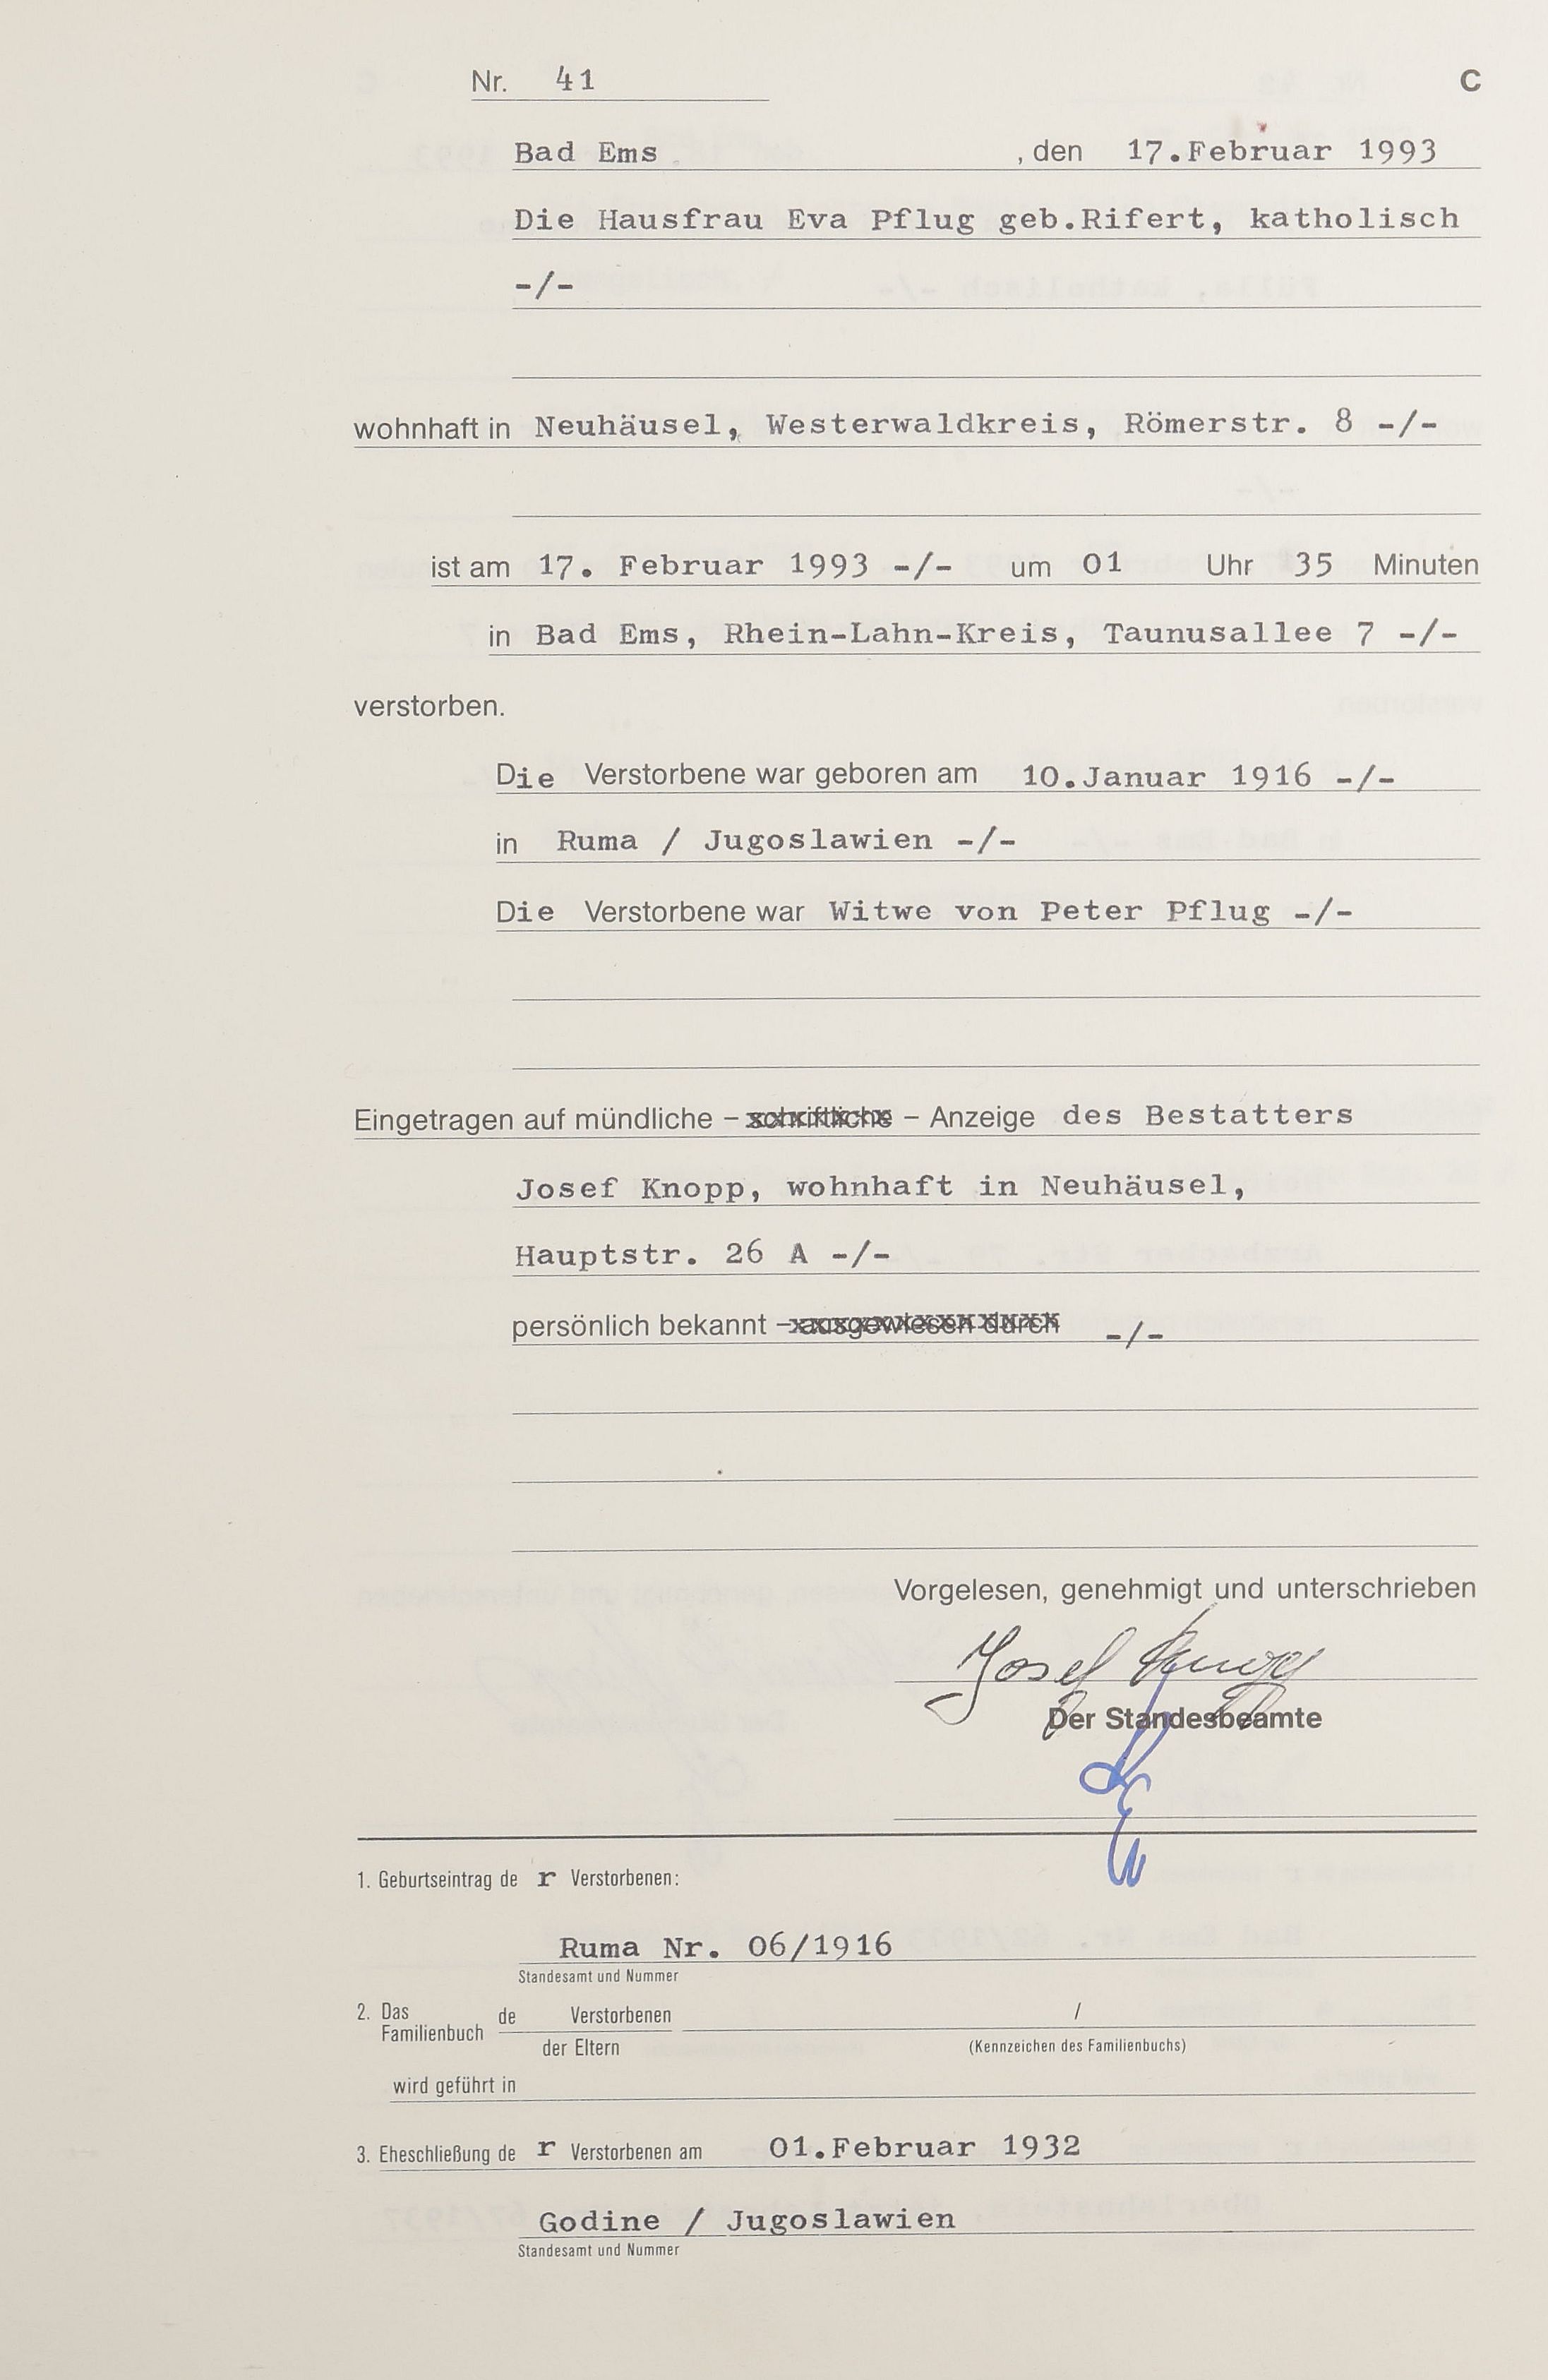 Nr. 41 C
Bad Ems , den 17.Februar 1993
Die Hausfrau Eva Pflug geb.Rifert, katholisch
-/-
wohnhaft in Neuhäusel, Westerwaldkreis, Römerstr. 8 -/-
ist am 17. Februar 1993 -/- um 01 Uhr 35 Minuten
in Bad Ems, Rhein-Lahn-Kreis, Taunusallee 7 -/-
verstorben.
Die Verstorbene war geboren am 10.Januar 1916 -/-
in Ruma / Jugoslawien -/-
Die Verstorbene war Witwe von Peter Pflug -/-
Eingetragen auf mündliche – schriftliche – Anzeige des Bestatters
Josef Knopp, wohnhaft in Neuhäusel,
Hauptstr. 26 A -/-
persönlich bekannt – ausgewiesen durch -/-
Vorgelesen, genehmigt und unterschrieben
Josef Knopp
Der Standesbeamte
1. Geburtseintrag de r Verstorbenen:
Ruma Nr. 06/1916
Standesamt und Nummer
2. Das Familienbuch de Verstorbenen /
der Eltern (Kennzeichen des Familienbuchs)
wird geführt in
3. Eheschließung de r Verstorbenen am 01.Februar 1932
Godine / Jugoslawien
Standesamt und Nummer